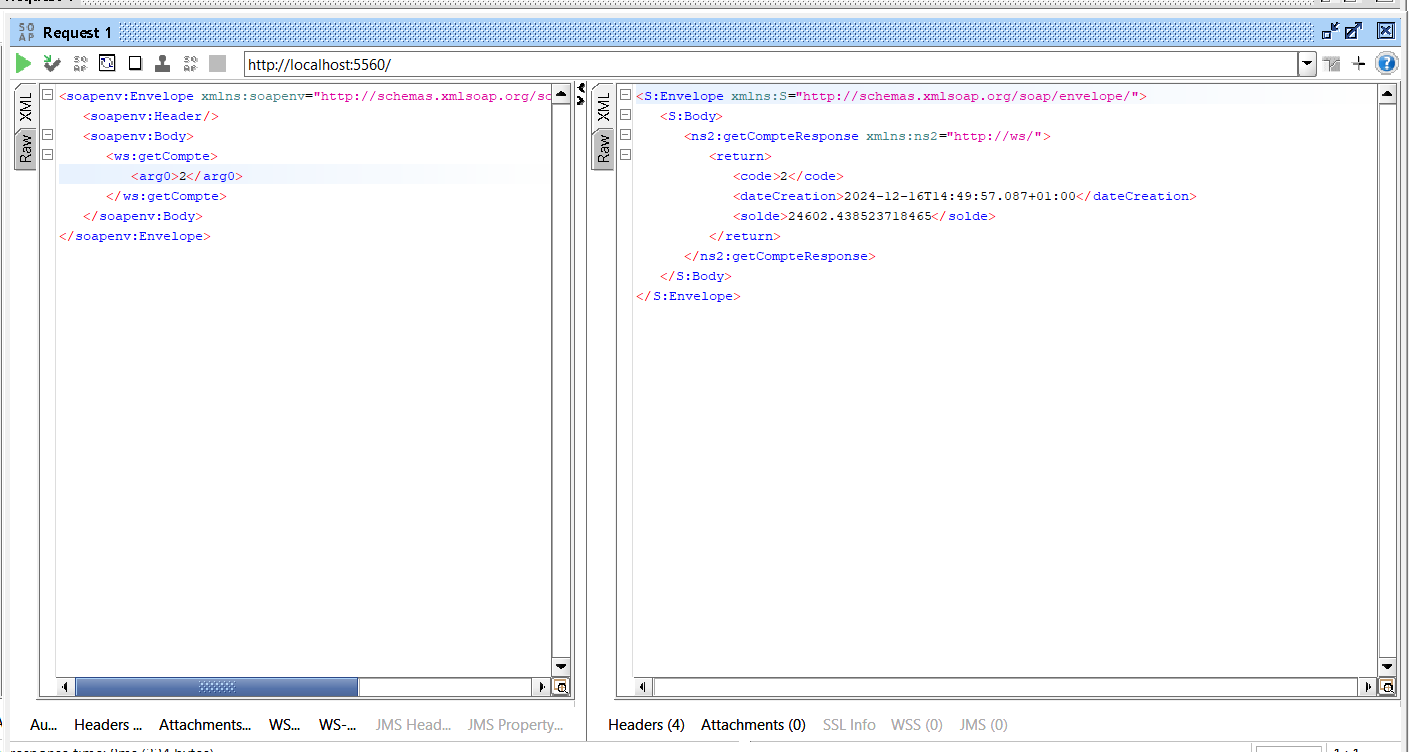 Request 1
http://localhost:5560/
XML
Raw
<soapenv:Envelope xmlns:soapenv="http://schemas.xmlsoap.org/so
<soapenv:Header/>
<soapenv:Body>
<ws:getCompte>
<arg0>2</arg0>
</ws:getCompte>
</soapenv:Body>
</soapenv:Envelope>
XML
Raw
<S:Envelope xmlns:S="http://schemas.xmlsoap.org/soap/envelope/">
<S:Body>
<ns2:getCompteResponse xmlns:ns2="http://ws/">
<return>
<code>2</code>
<dateCreation>2024-12-16T14:49:57.087+01:00</dateCreation>
<solde>24602.438523718465</solde>
</return>
</ns2:getCompteResponse>
</S:Body>
</S:Envelope>
Au... Headers ... Attachments... WS... WS-... JMS Head... JMS Property...
Headers (4) Attachments (0) SSL Info WSS (0) JMS (0)